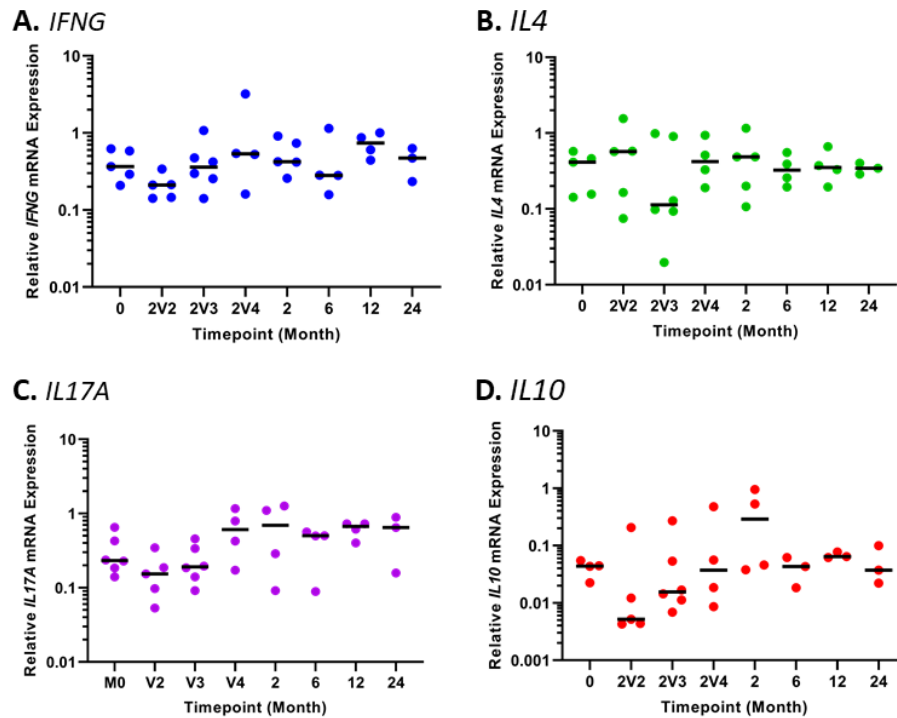 A. IFNG
Relative IFNG mRNA Expression
10
1
0.1
0.01
0 2V2 2V3 2V4 2 6 12 24
Timepoint (Month)
B. IL4
Relative IL4 mRNA Expression
10
1
0.1
0.01
0 2V2 2V3 2V4 2 6 12 24
Timepoint (Month)
C. IL17A
Relative IL17A mRNA Expression
10
1
0.1
0.01
M0 V2 V3 V4 2 6 12 24
Timepoint (Month)
D. IL10
Relative IL10 mRNA Expression
10
1
0.1
0.01
0.001
0 2V2 2V3 2V4 2 6 12 24
Timepoint (Month)